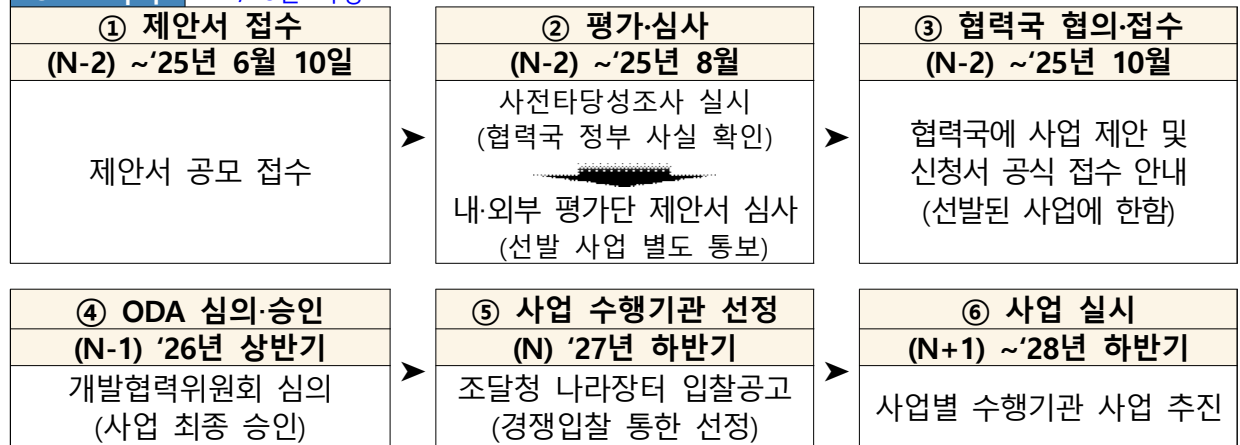 ① 제안서 접수
(N-2) ~‘25년 6월 10일
제안서 공모 접수
➤
② 평가·심사
(N-2) ~‘25년 8월
사전타당성조사 실시
(협력국 정부 사실 확인)
내·외부 평가단 제안서 심사
(선발 사업 별도 통보)
➤
③ 협력국 협의·접수
(N-2) ~‘25년 10월
협력국에 사업 제안 및
신청서 공식 접수 안내
(선발된 사업에 한함)
④ ODA 심의·승인
(N-1) ‘26년 상반기
개발협력위원회 심의
(사업 최종 승인)
➤
⑤ 사업 수행기관 선정
(N) ‘27년 하반기
조달청 나라장터 입찰공고
(경쟁입찰 통한 선정)
➤
⑥ 사업 실시
(N+1) ~‘28년 하반기
사업별 수행기관 사업 추진